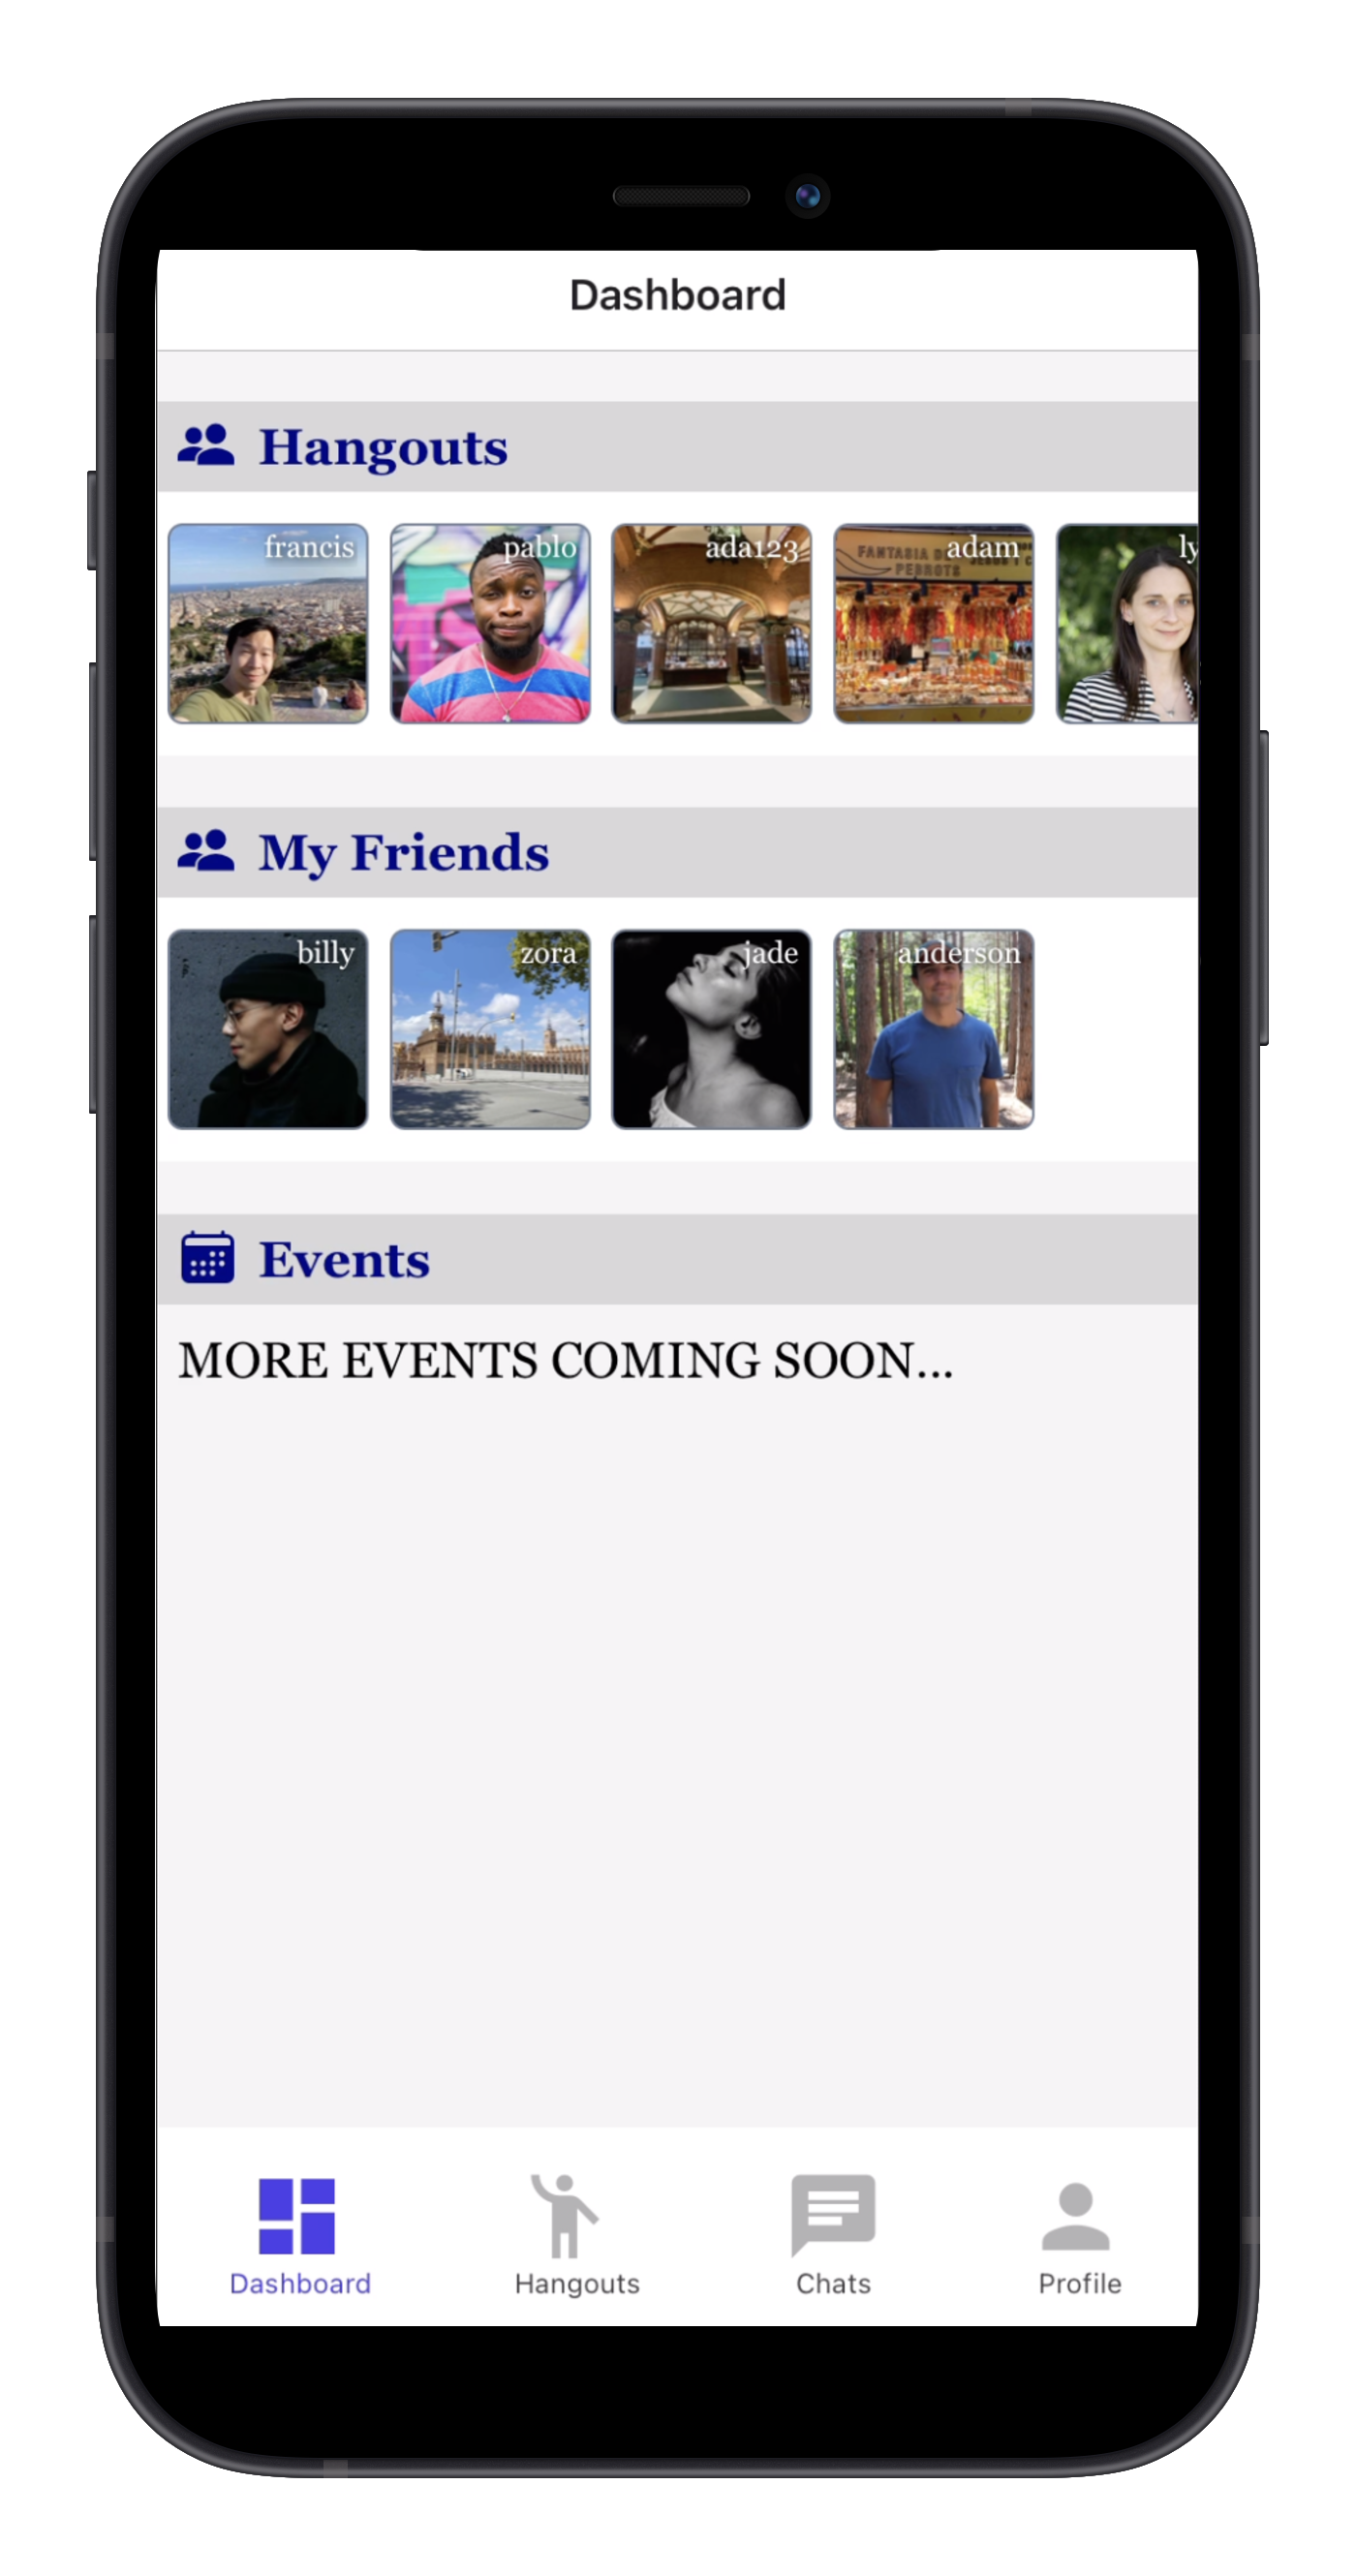 Dashboard
Hangouts
francis
pablo
ada123
adam
ly
FANTASIA D
PEBROTS
My Friends
billy
zora
jade
anderson
Events
MORE EVENTS COMING SOON...
Dashboard
Hangouts
Chats
Profile